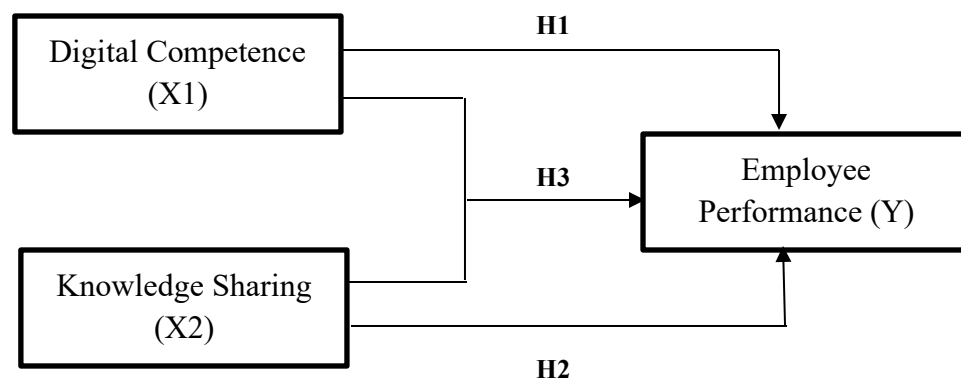 H1
Digital Competence
(X1)
H3
Employee
Performance (Y)
Knowledge Sharing
(X2)
H2